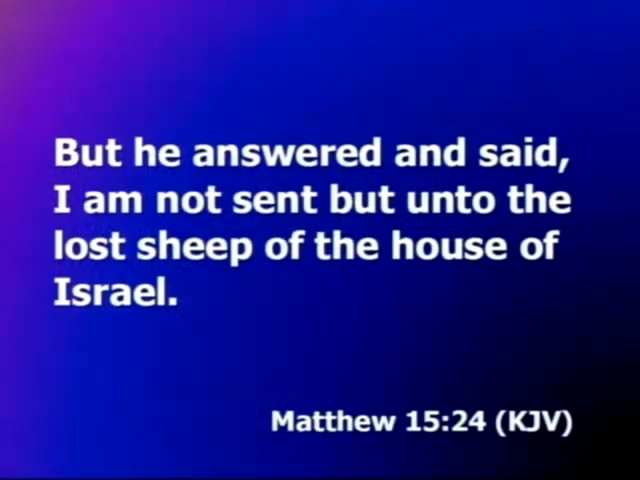 But he answered and said,
I am not sent but unto the
lost sheep of the house of
Israel.
Matthew 15:24 (KJV)